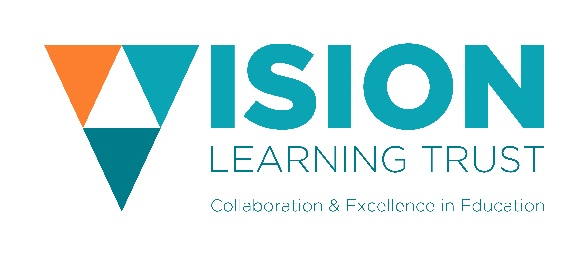 VISION
LEARNING TRUST
Collaboration & Excellence in Education